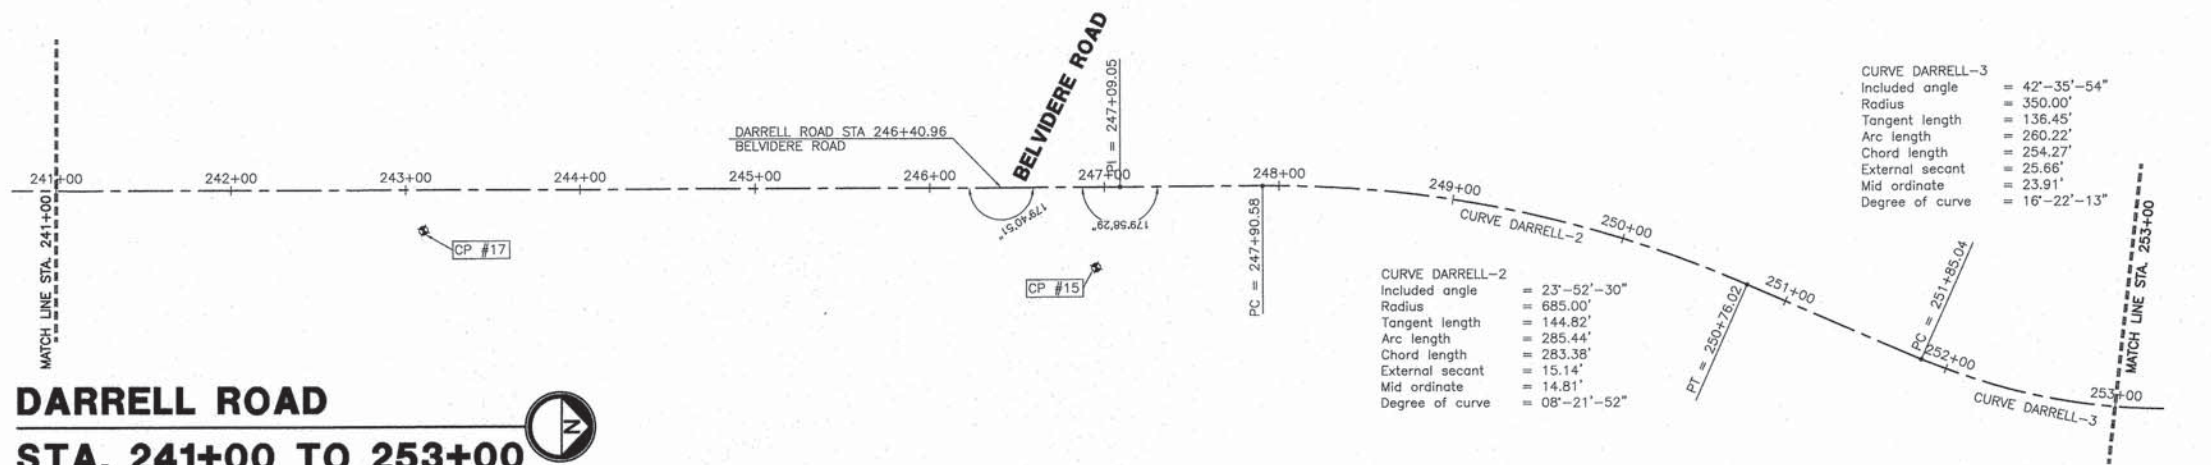 MATCH LINE STA. 241+00
241+00
242+00
243+00
244+00
245+00
246+00
247+00
248+00
249+00
250+00
251+00
252+00
253+00
CP #17
DARRELL ROAD STA 246+40.96
BELVIDERE ROAD
BELVIDERE ROAD
PI = 247+09.05
179°40'51"
179°58'29"
CP #15
PC = 247+90.58
CURVE DARRELL-2
CURVE DARRELL-2
Included angle = 23°-52'-30"
Radius = 685.00'
Tangent length = 144.82'
Arc length = 285.44'
Chord length = 283.38'
External secant = 15.14'
Mid ordinate = 14.81'
Degree of curve = 08°-21'-52"
PT = 250+76.02
PC = 251+85.04
CURVE DARRELL-3
Included angle = 42°-35'-54"
Radius = 350.00'
Tangent length = 136.45'
Arc length = 260.22'
Chord length = 254.27'
External secant = 25.66'
Mid ordinate = 23.91'
Degree of curve = 16°-22'-13"
CURVE DARRELL-3
MATCH LINE STA. 253+00
DARRELL ROAD
STA. 241+00 TO 253+00
N